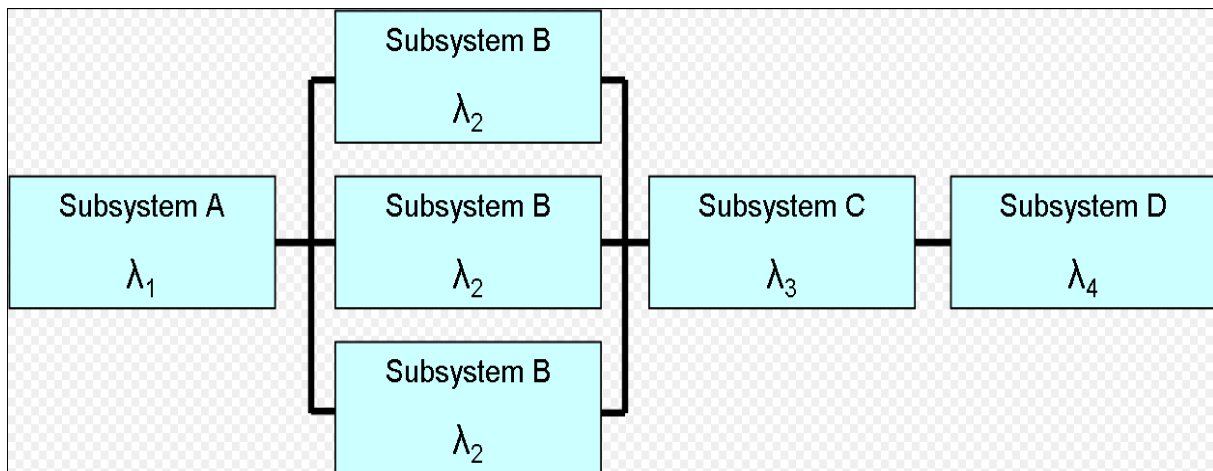 Subsystem B
λ₂
Subsystem A
λ₁
Subsystem B
λ₂
Subsystem C
λ₃
Subsystem D
λ₄
Subsystem B
λ₂